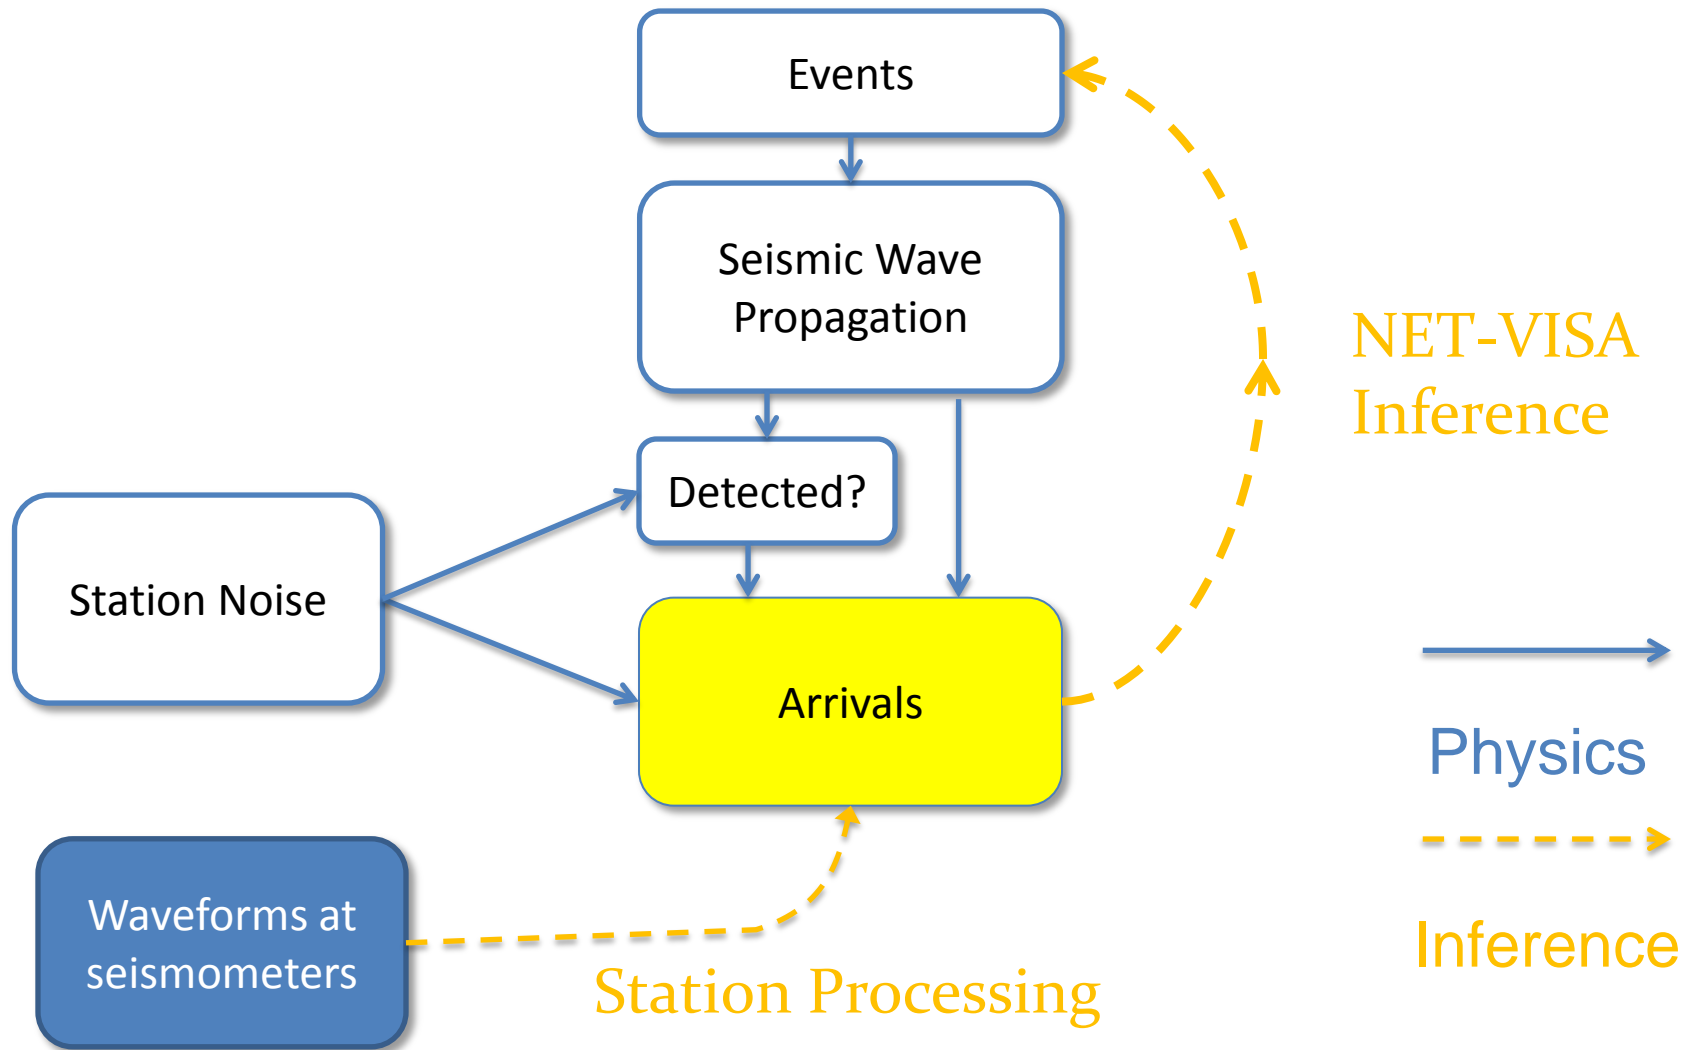 Events
Seismic Wave
Propagation
NET-VISA
Inference
Detected?
Station Noise
Arrivals
Physics
Waveforms at
seismometers
Inference
Station Processing